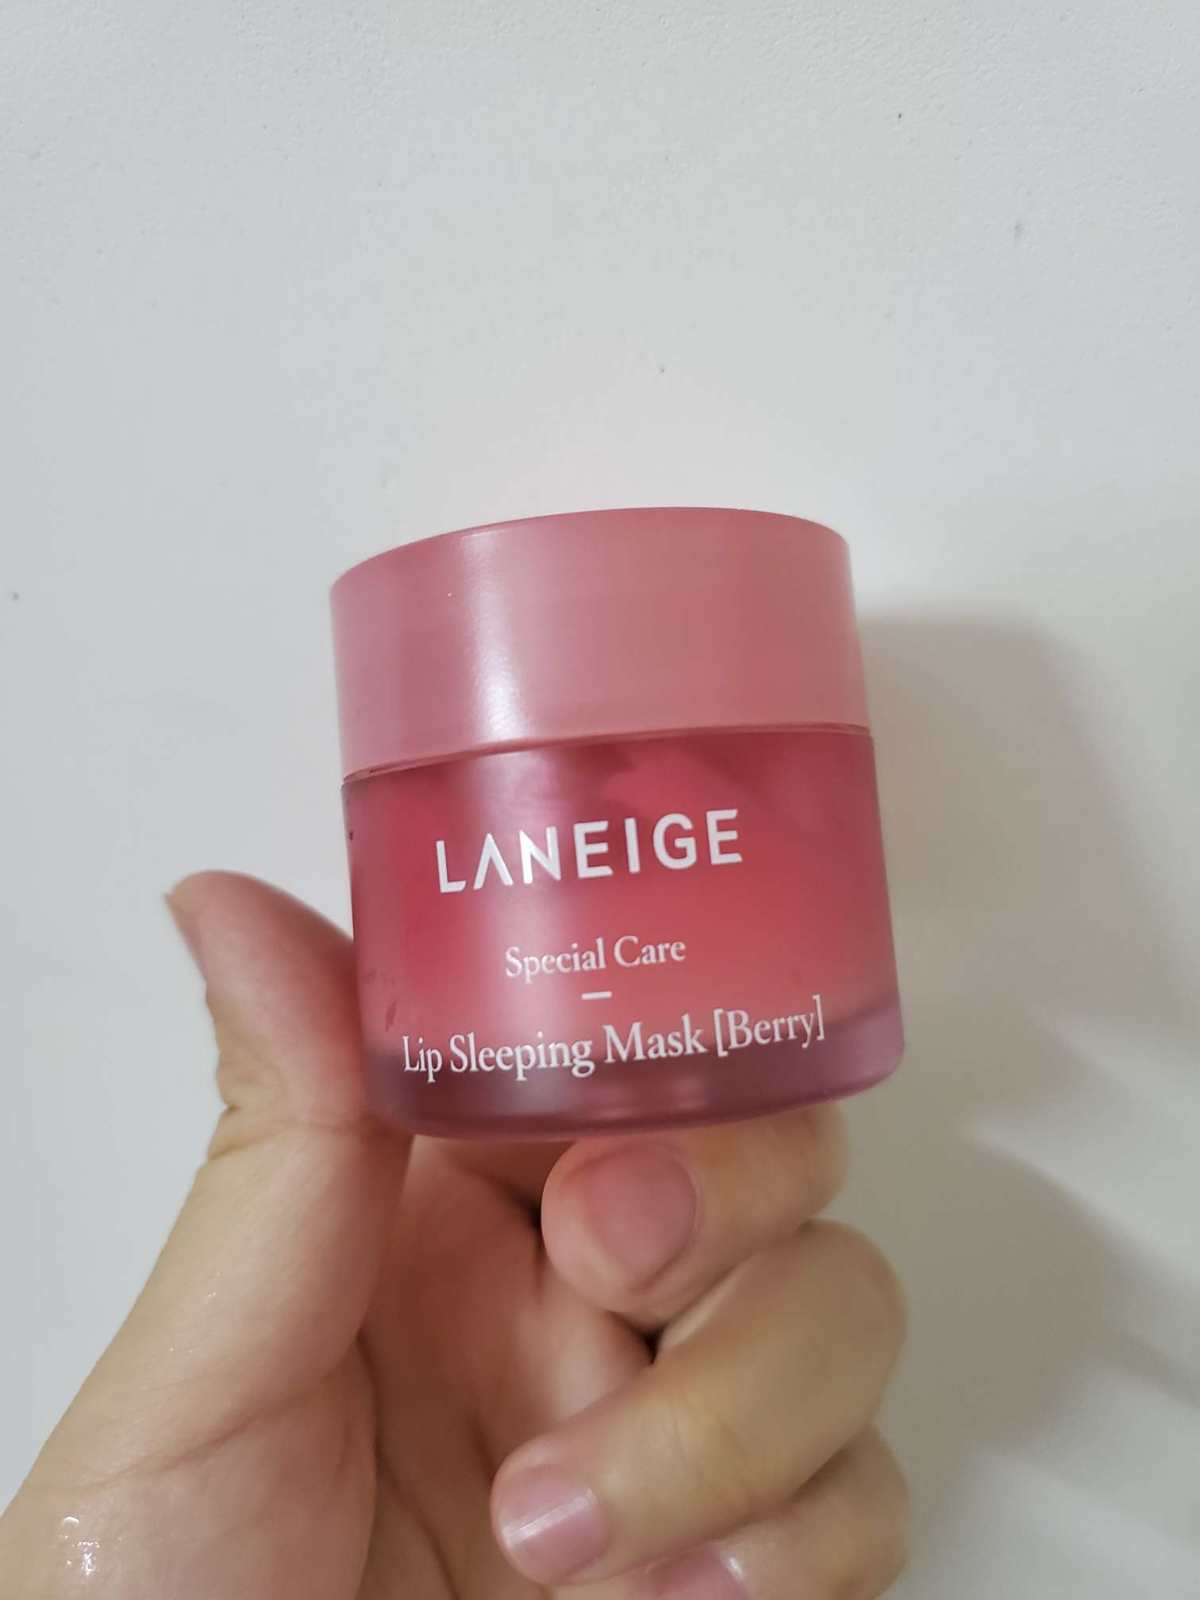 LANEIGE
Special Care
Lip Sleeping Mask [Berry]